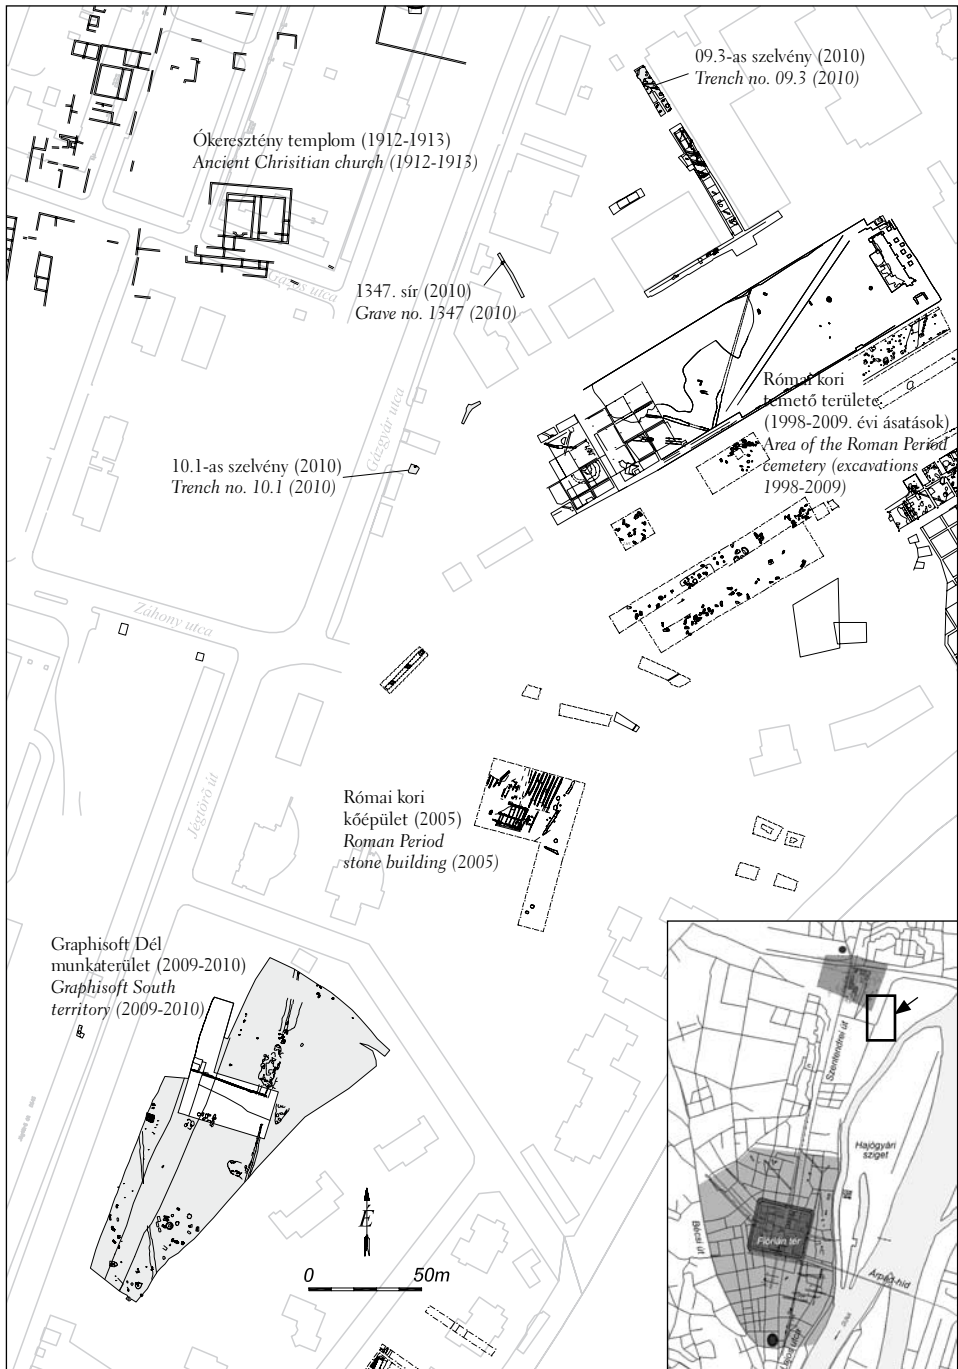 09.3-as szelvény (2010)
Trench no. 09.3 (2010)
Ókeresztény templom (1912-1913)
Ancient Chrisitian church (1912-1913)
1347. sír (2010)
Grave no. 1347 (2010)
utca
Gázgyár utca
Római kori
temető területe
(1998-2009. évi ásatások)
Area of the Roman Period
cemetery (excavations
1998-2009)
10.1-as szelvény (2010)
Trench no. 10.1 (2010)
Záhony utca
Jégtörő út
Római kori
kőépület (2005)
Roman Period
stone building (2005)
Graphisoft Dél
munkaterület (2009-2010)
Graphisoft South
territory (2009-2010)
É
0 50m
Szentendrei út
Hajógyári
sziget
Bécsi út
Flórián tér
Árpád-híd